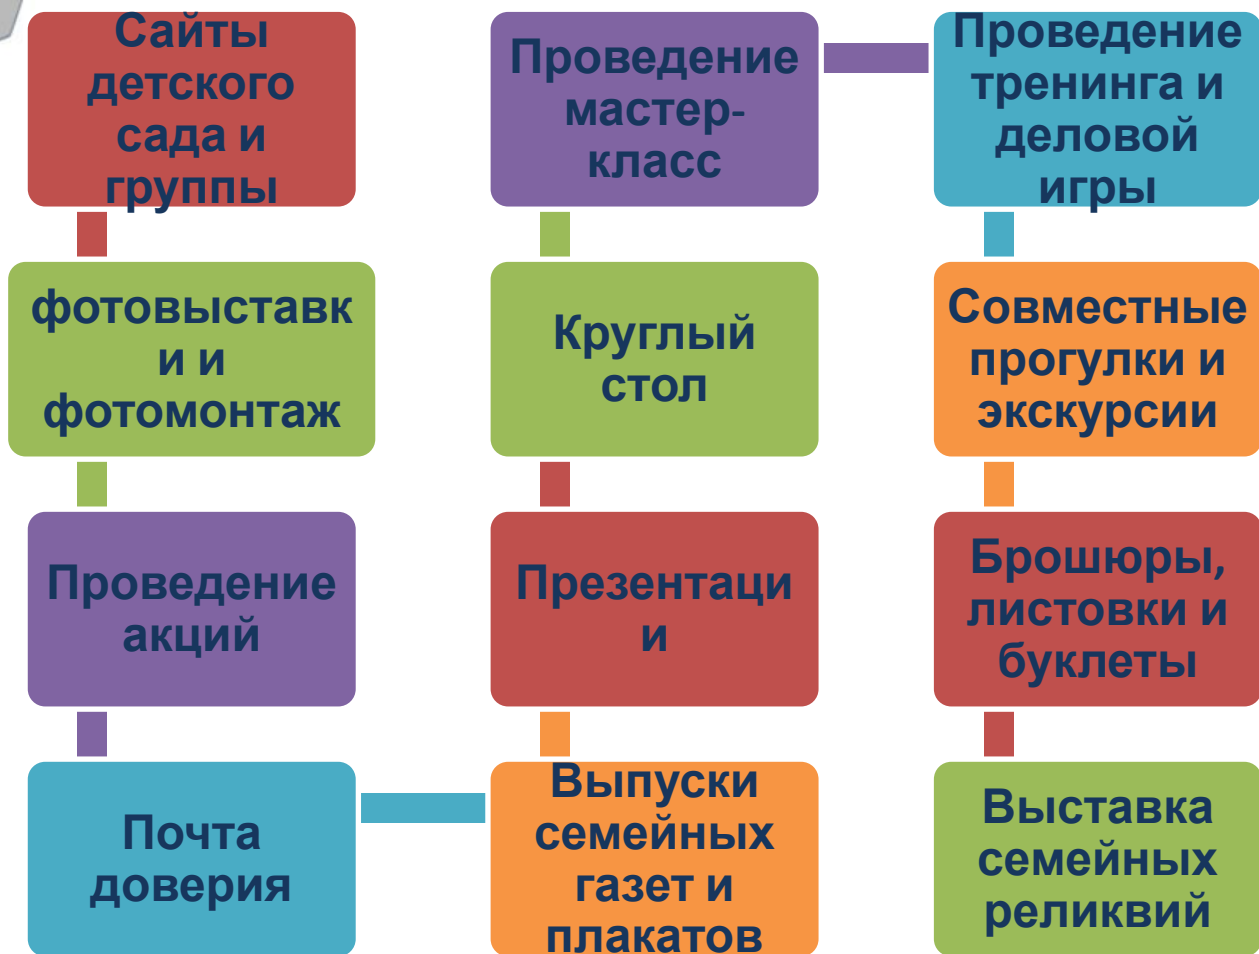 Сайты
детского
сада и
группы
фотовыставк
и и
фотомонтаж
Проведение
акций
Почта
доверия
Выпуски
семейных
газет и
плакатов
Презентаци
и
Круглый
стол
Проведение
мастер-
класс
Проведение
тренинга и
деловой
игры
Совместные
прогулки и
экскурсии
Брошюры,
листовки и
буклеты
Выставка
семейных
реликвий